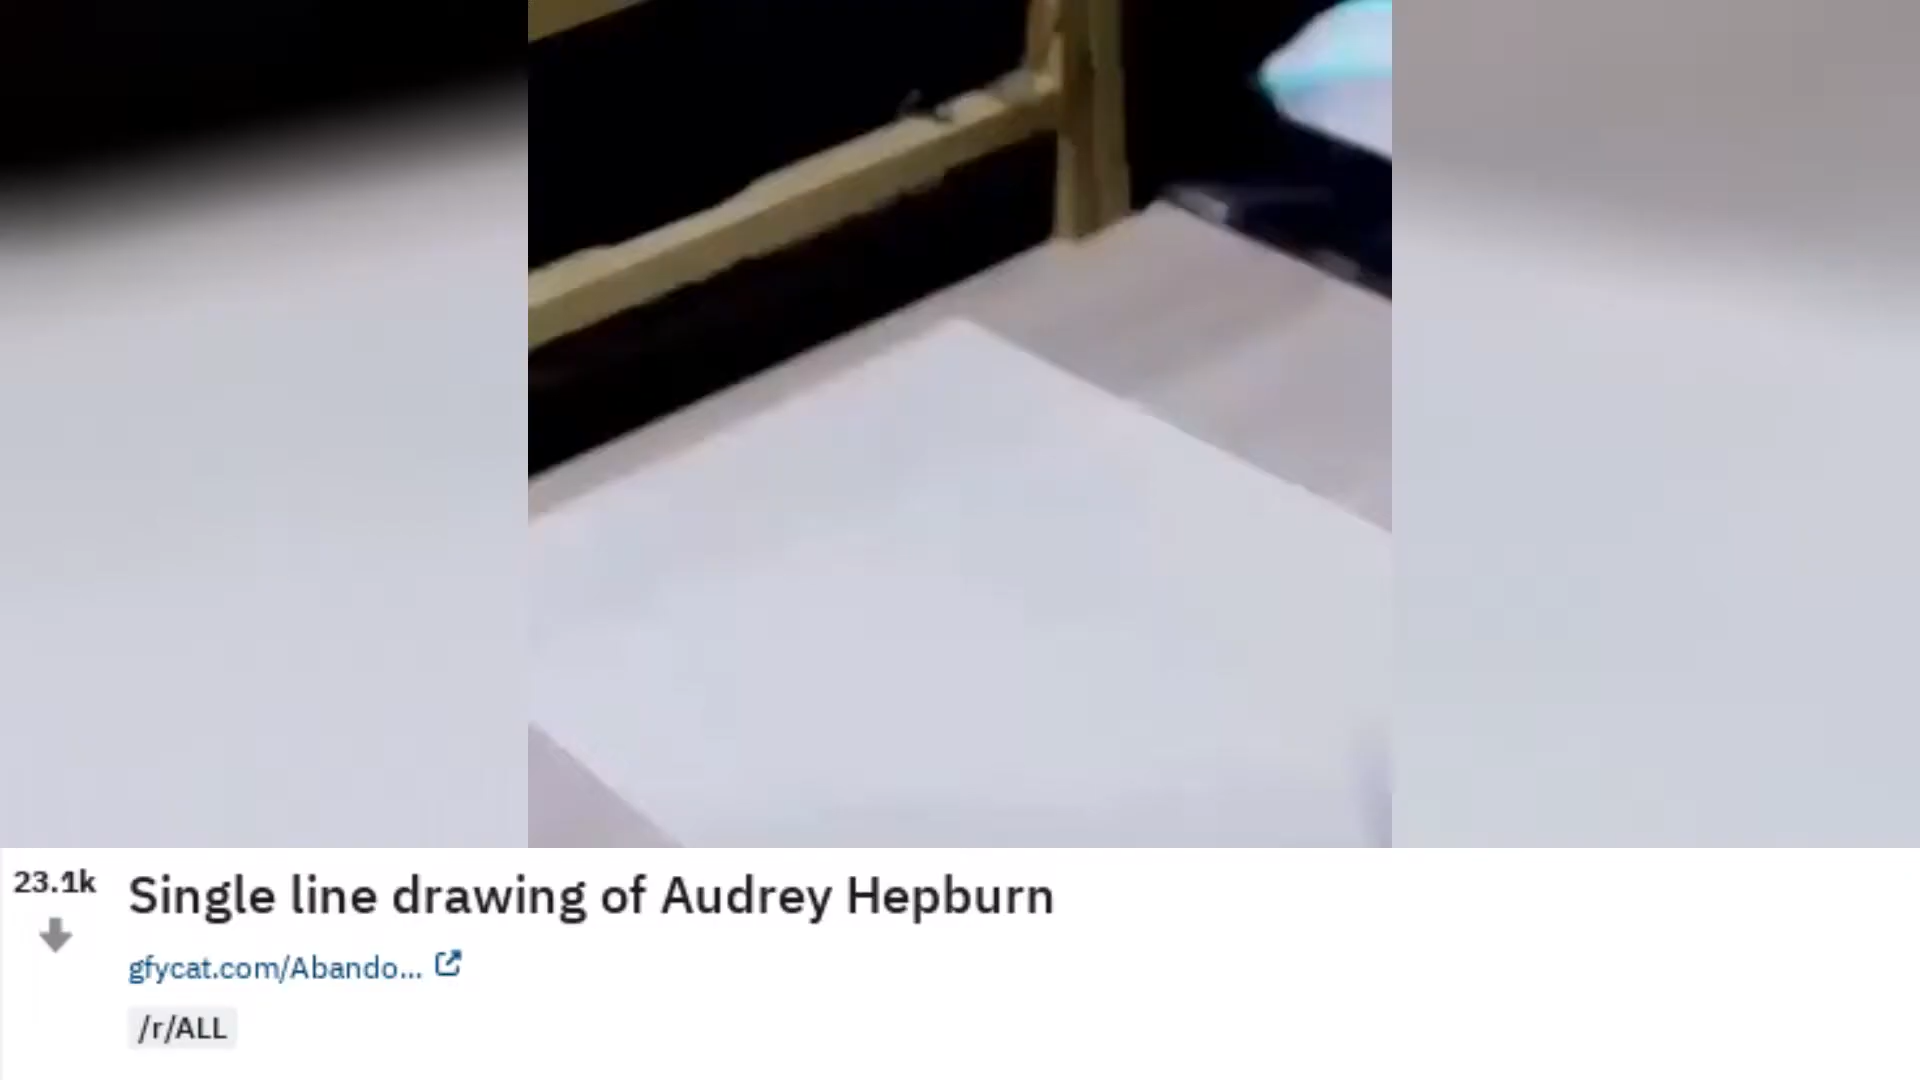 23.1k
Single line drawing of Audrey Hepburn
gfycat.com/Abando...
/r/ALL